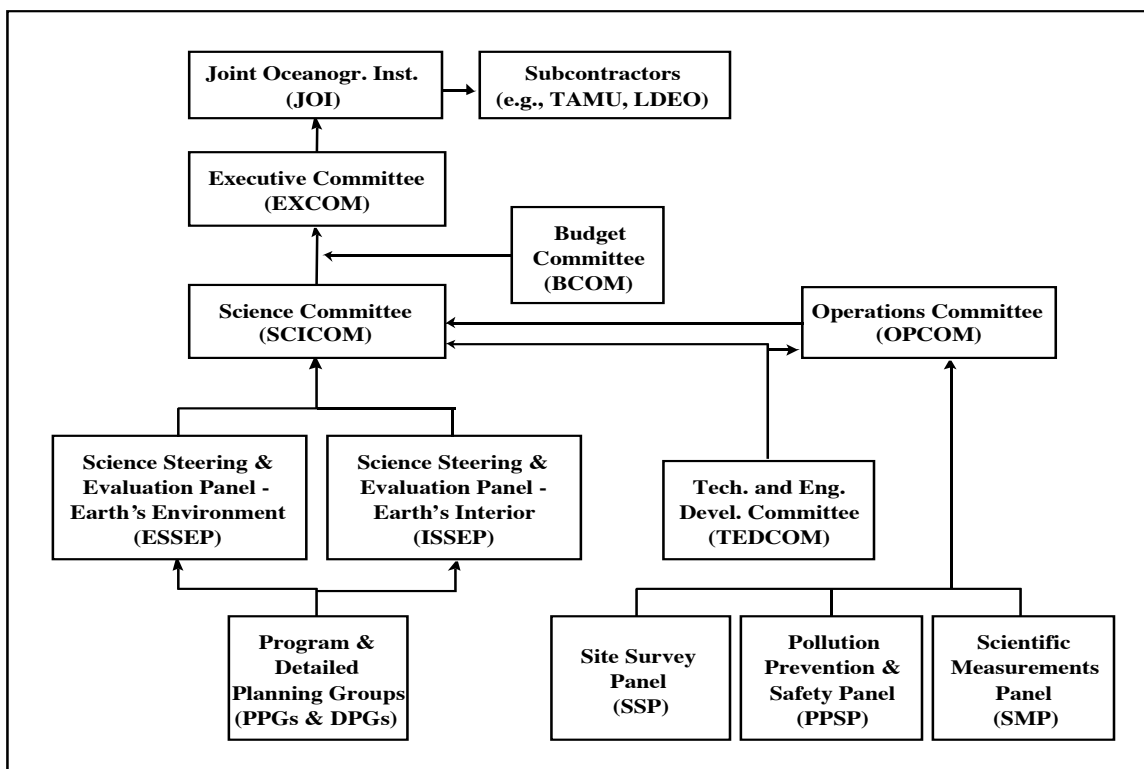 Joint Oceanogr. Inst.
(JOI)
Subcontractors
(e.g., TAMU, LDEO)
Executive Committee
(EXCOM)
Budget
Committee
(BCOM)
Science Committee
(SCICOM)
Operations Committee
(OPCOM)
Science Steering &
Evaluation Panel -
Earth's Environment
(ESSEP)
Science Steering &
Evaluation Panel -
Earth's Interior
(ISSEP)
Tech. and Eng.
Devel. Committee
(TEDCOM)
Program &
Detailed
Planning Groups
(PPGs & DPGs)
Site Survey
Panel
(SSP)
Pollution
Prevention &
Safety Panel
(PPSP)
Scientific
Measurements
Panel
(SMP)